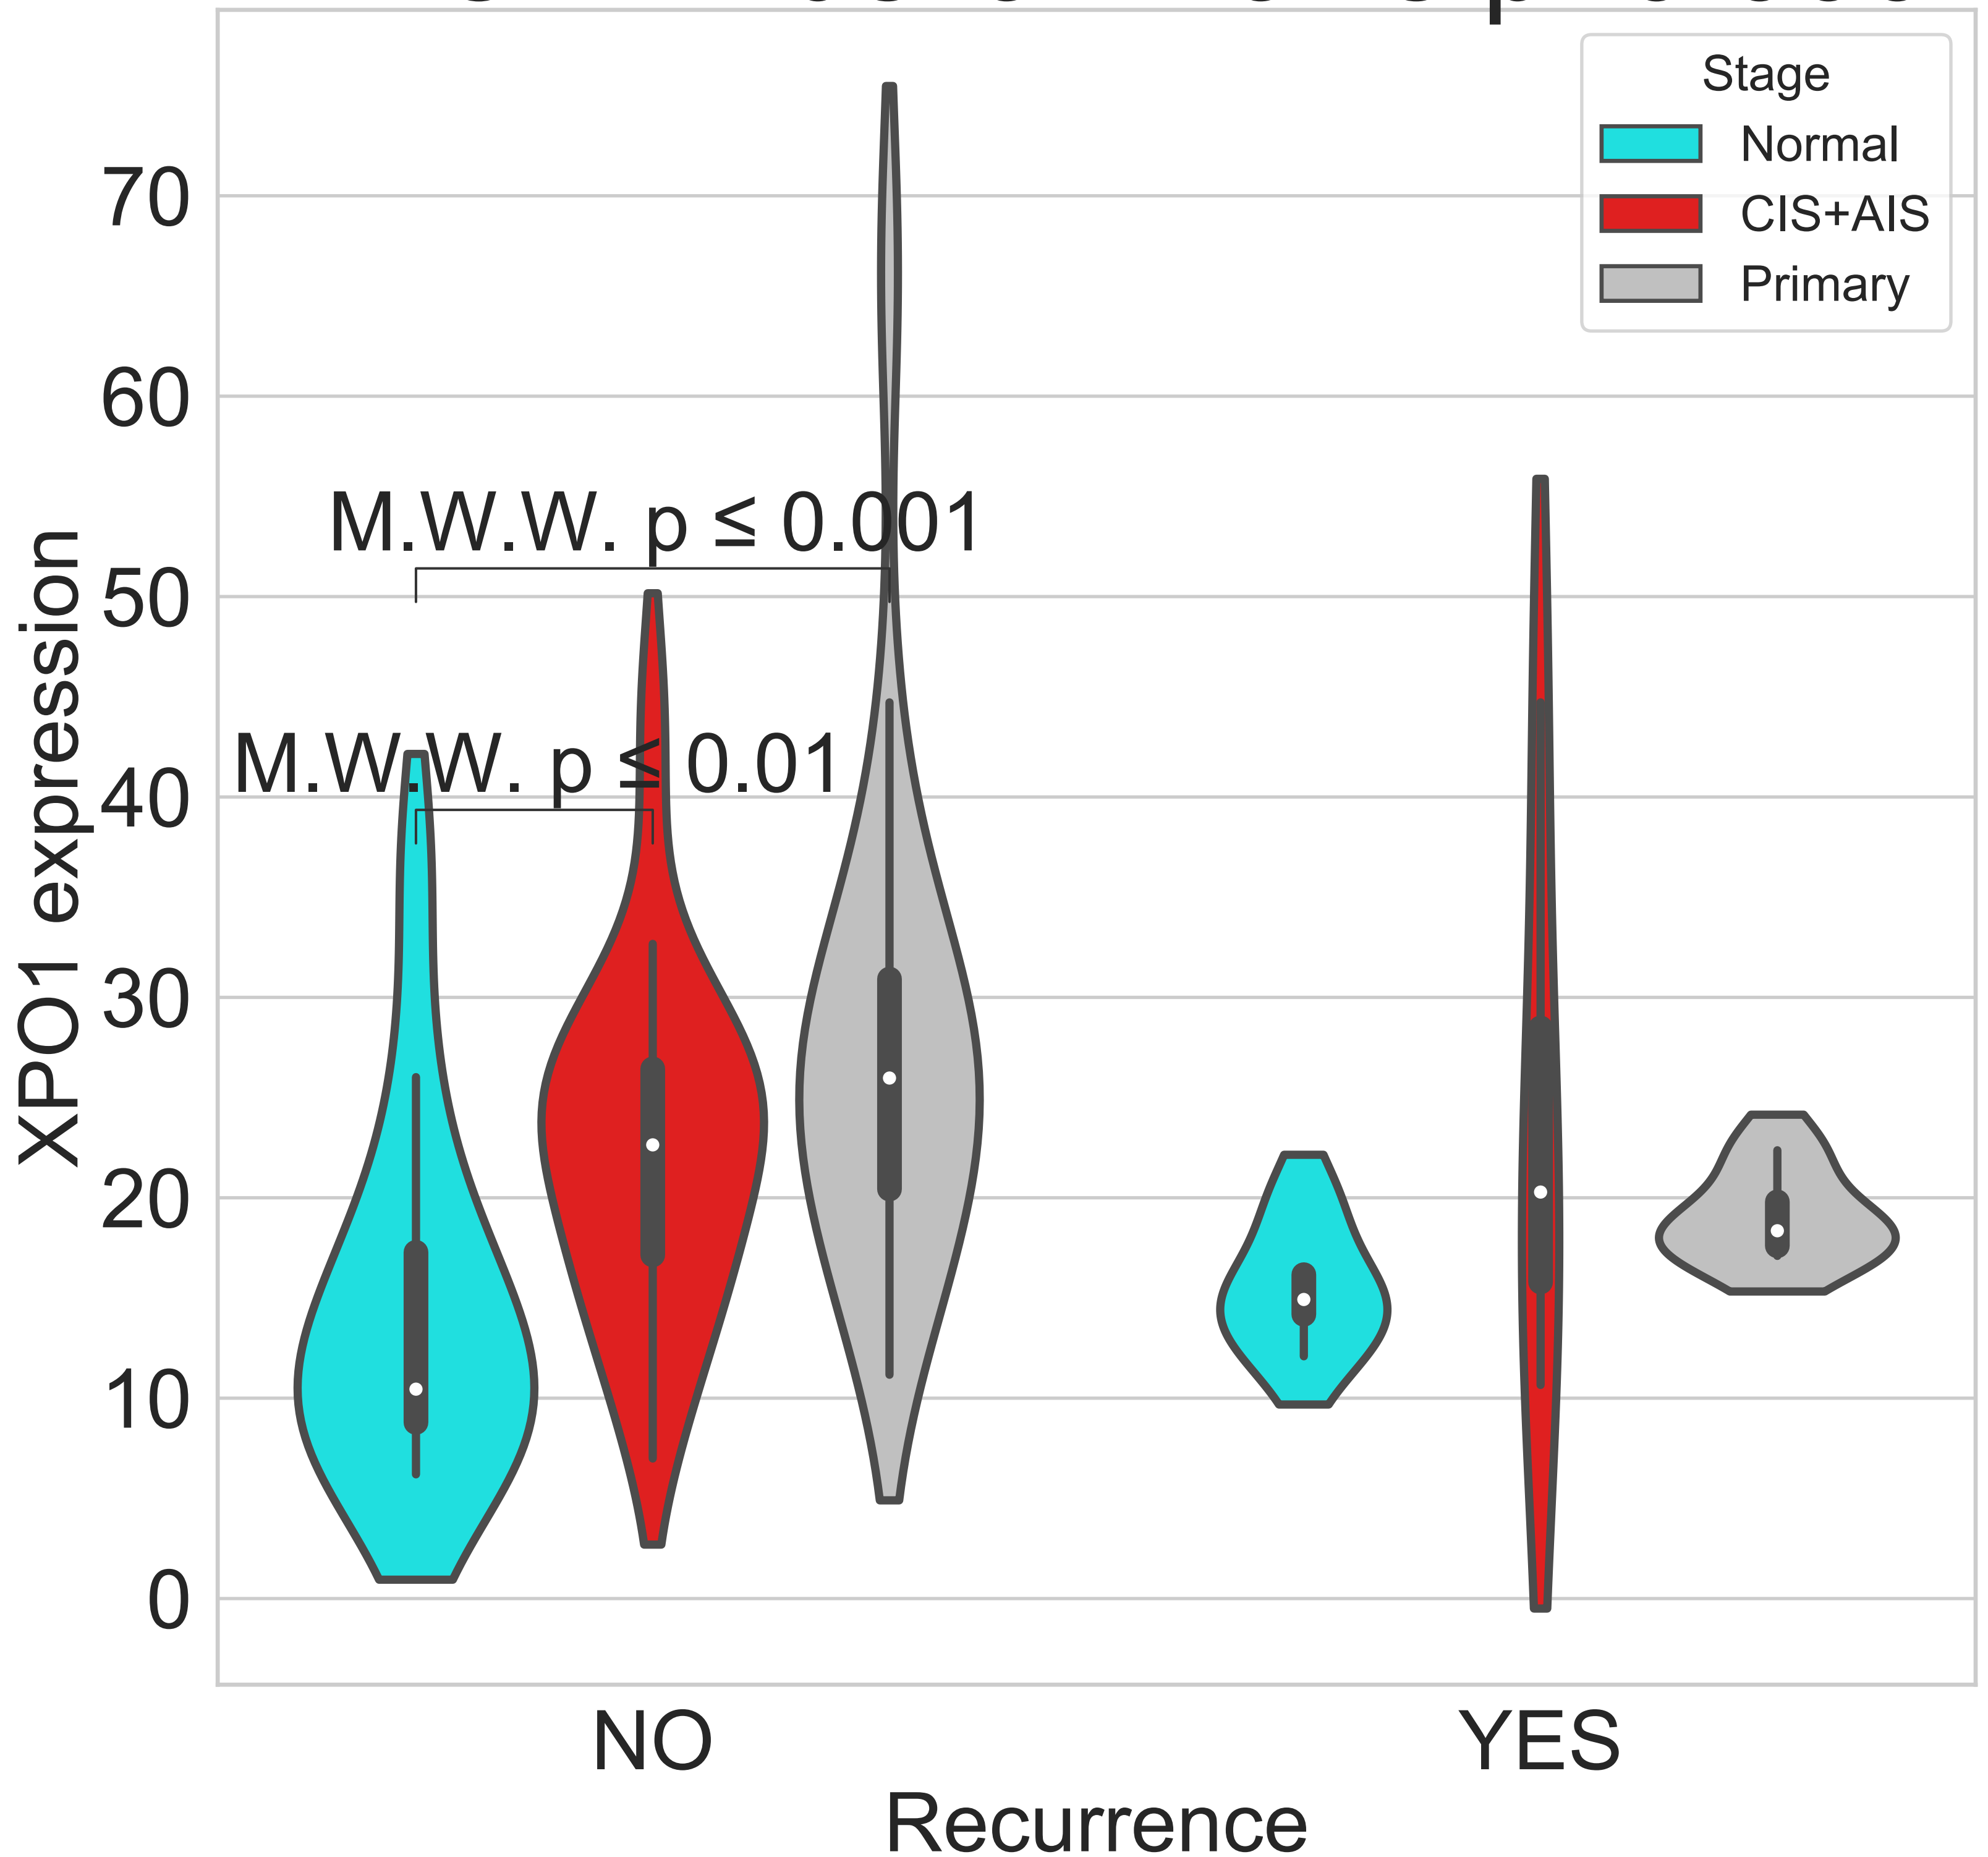 Stage
Normal
CIS+AIS
Primary
XPO1 expression
70
60
50
40
30
20
10
0
M.W.W. p ≤ 0.001
M.W.W. p ≤ 0.01
NO
YES
Recurrence